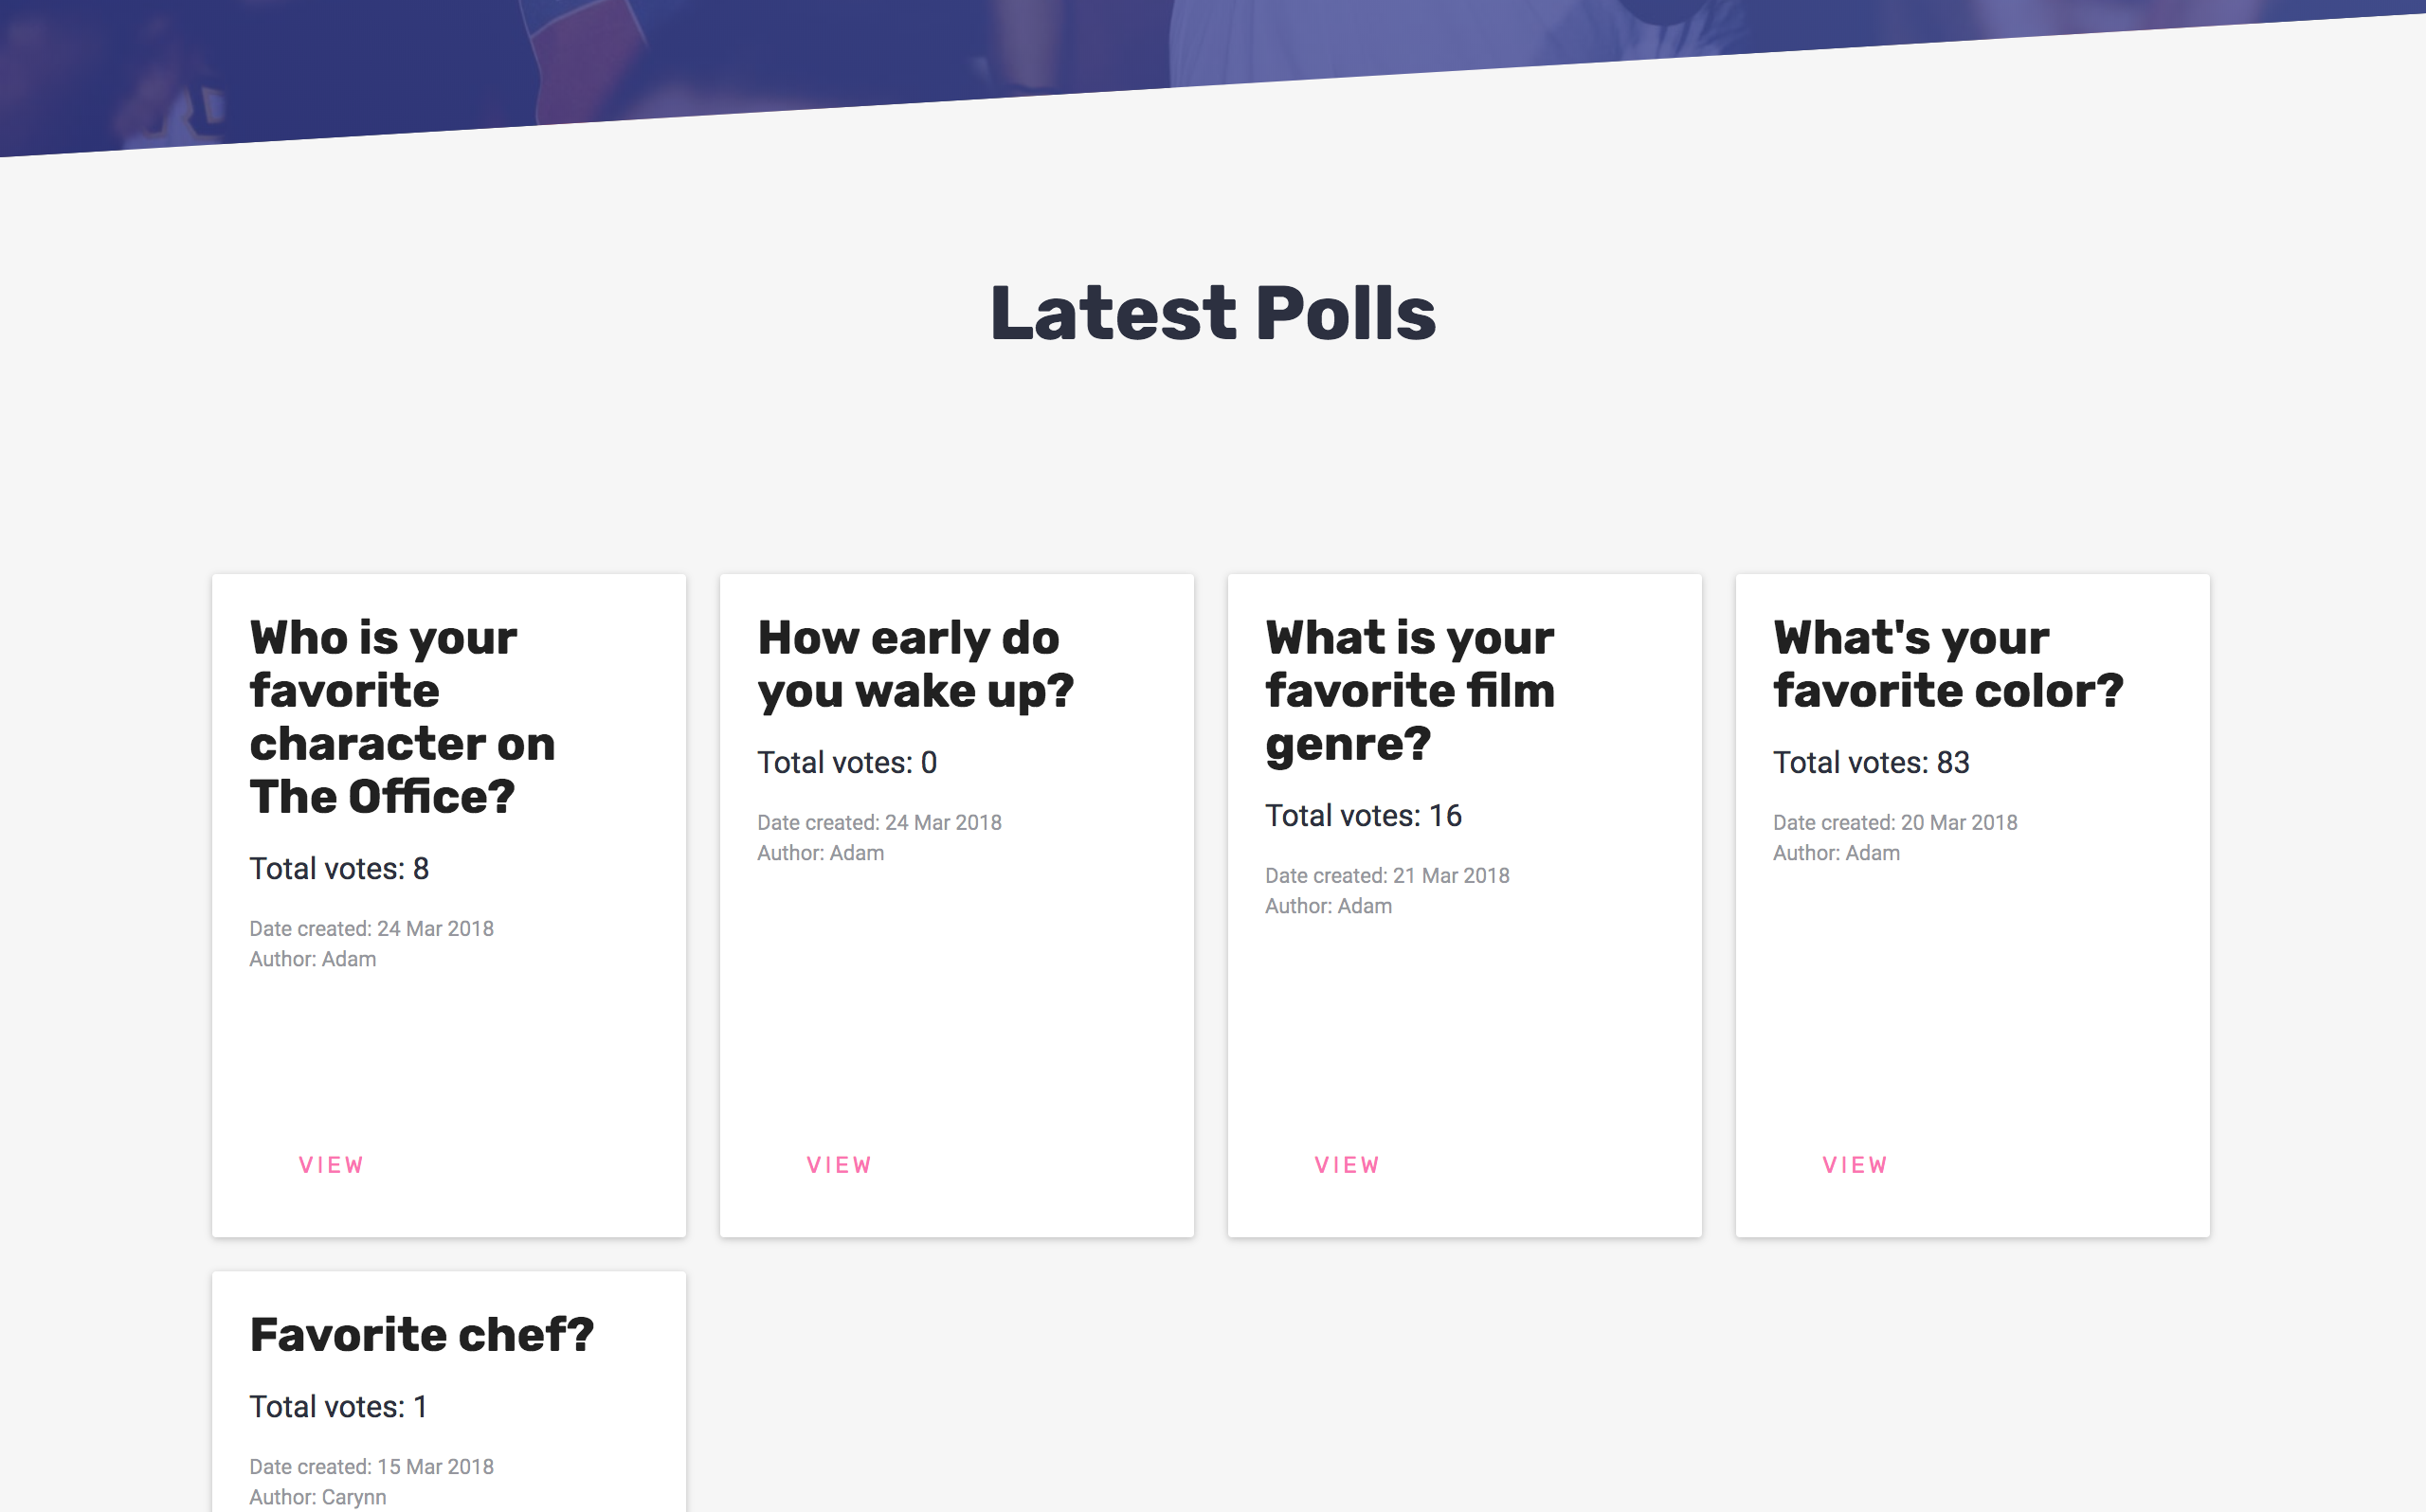 Latest Polls
Who is your
favorite
character on
The Office?
Total votes: 8
Date created: 24 Mar 2018
Author: Adam
VIEW
How early do
you wake up?
Total votes: 0
Date created: 24 Mar 2018
Author: Adam
VIEW
What is your
favorite film
genre?
Total votes: 16
Date created: 21 Mar 2018
Author: Adam
VIEW
What's your
favorite color?
Total votes: 83
Date created: 20 Mar 2018
Author: Adam
VIEW
Favorite chef?
Total votes: 1
Date created: 15 Mar 2018
Author: Carynn